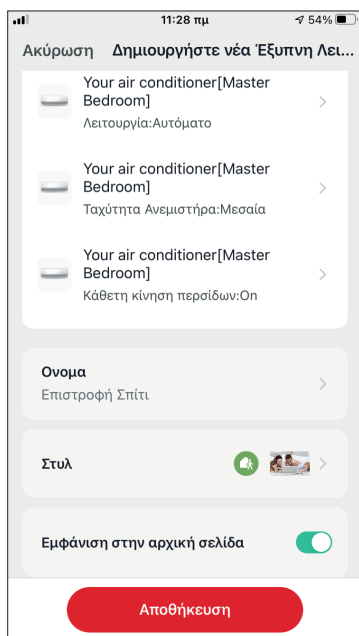 11:28 πμ
54%
Ακύρωση Δημιουργήστε νέα Έξυπνη Λει...
Your air conditioner[Master
Bedroom]
Λειτουργία:Αυτόματο
Your air conditioner[Master
Bedroom]
Ταχύτητα Ανεμιστήρα:Μεσαία
Your air conditioner[Master
Bedroom]
Κάθετη κίνηση περσίδων:On
Ονομα
Επιστροφή Σπίτι
Στυλ
Εμφάνιση στην αρχική σελίδα
Αποθήκευση